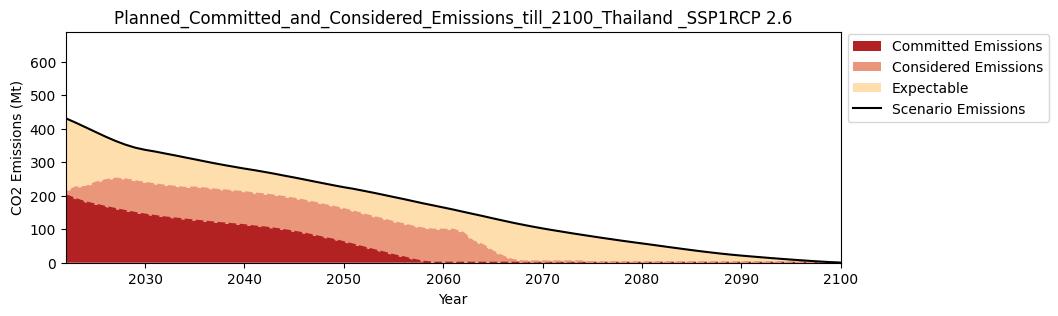 Planned_Committed_and_Considered_Emissions_till_2100_Thailand _SSP1RCP 2.6
CO2 Emissions (Mt)
600
500
400
300
200
100
0
2030 2040 2050 2060 2070 2080 2090 2100
Year
Committed Emissions
Considered Emissions
Expectable
Scenario Emissions